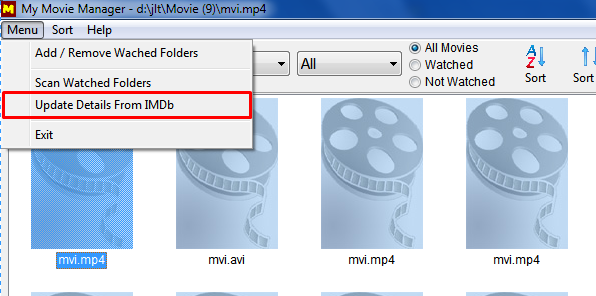 My Movie Manager - d:\jlt\Movie (9)\mvi.mp4
Menu Sort Help
Add / Remove Wached Folders
Scan Watched Folders
Update Details From IMDb
Exit
All
All Movies
Watched
Not Watched
A Z
Sort
Sort
mvi.mp4 mvi.avi mvi.mp4 mvi.mp4